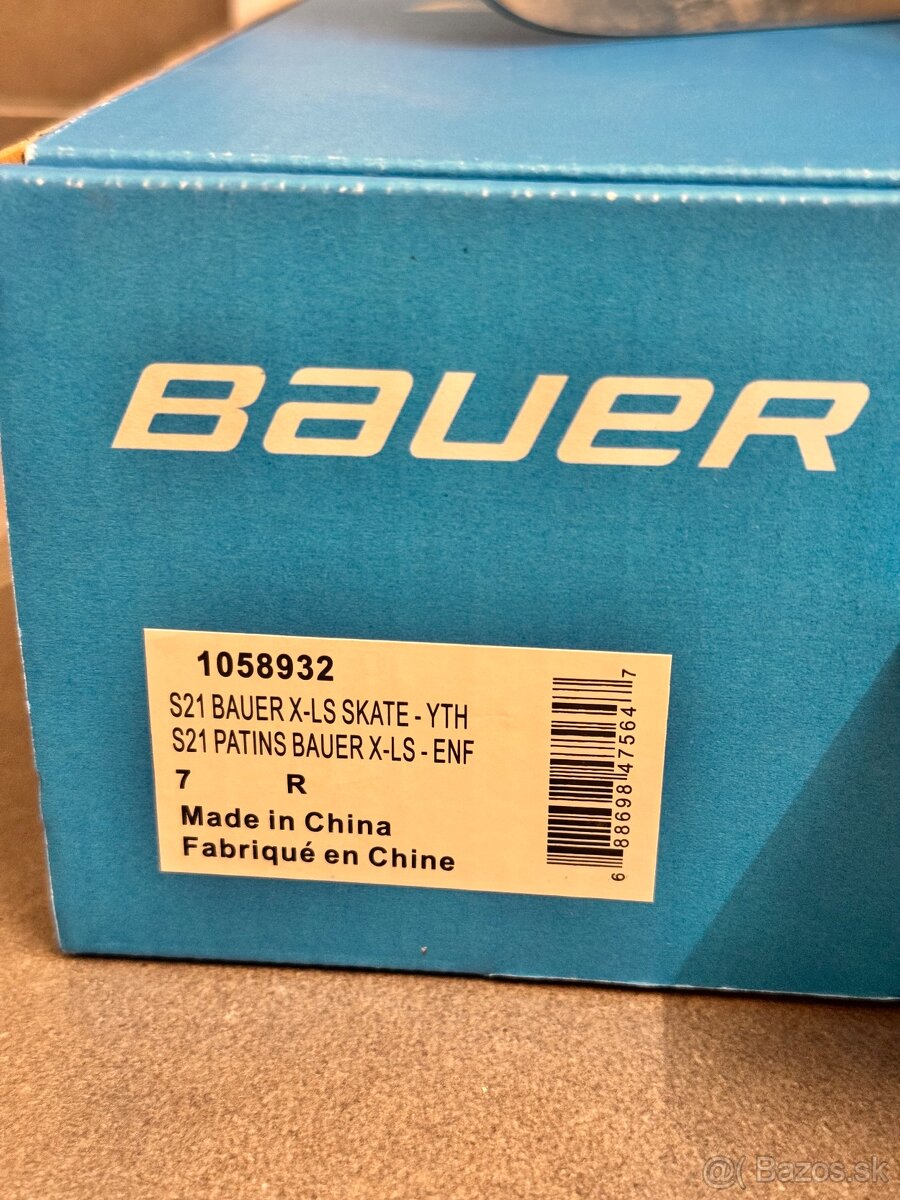 BAUER
1058932
S21 BAUER X-LS SKATE - YTH
S21 PATINS BAUER X-LS - ENF
7 R
Made in China
Fabriqué en Chine
6 88698 47564 7
@( Bazos.sk